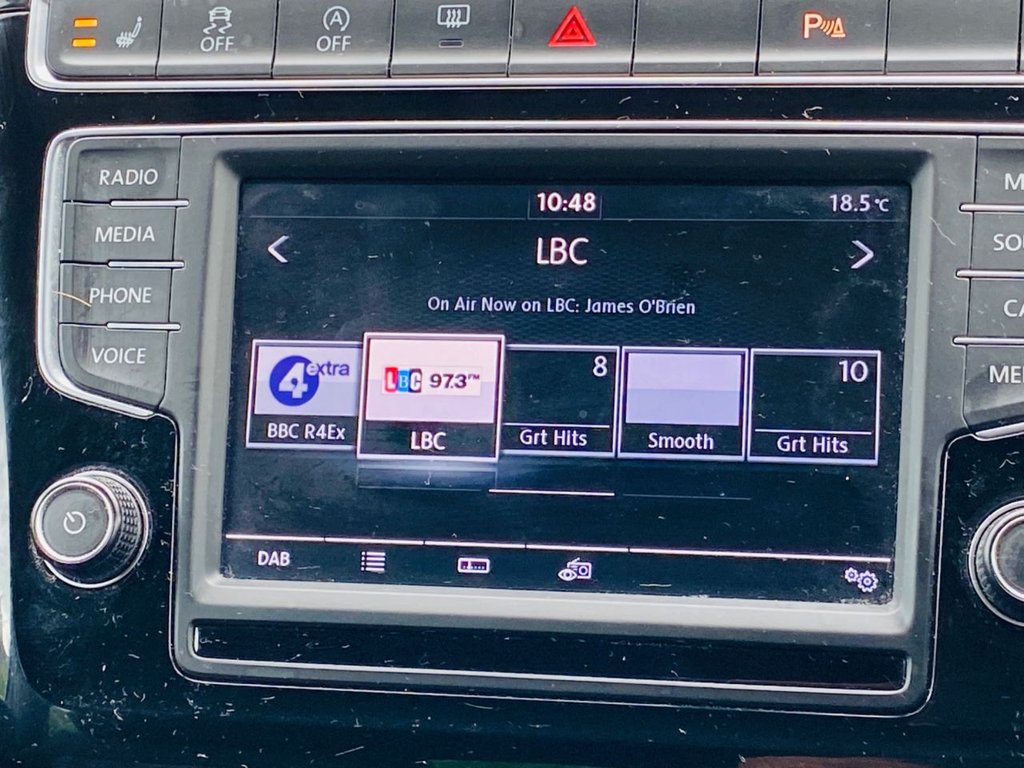 OFF
A
OFF
P
RADIO
MEDIA
PHONE
VOICE
10:48
18.5°C
LBC
On Air Now on LBC: James O'Brien
4 extra
BBC R4Ex
LBC 97.3 FM
LBC
8
Grt Hits
Smooth
10
Grt Hits
DAB